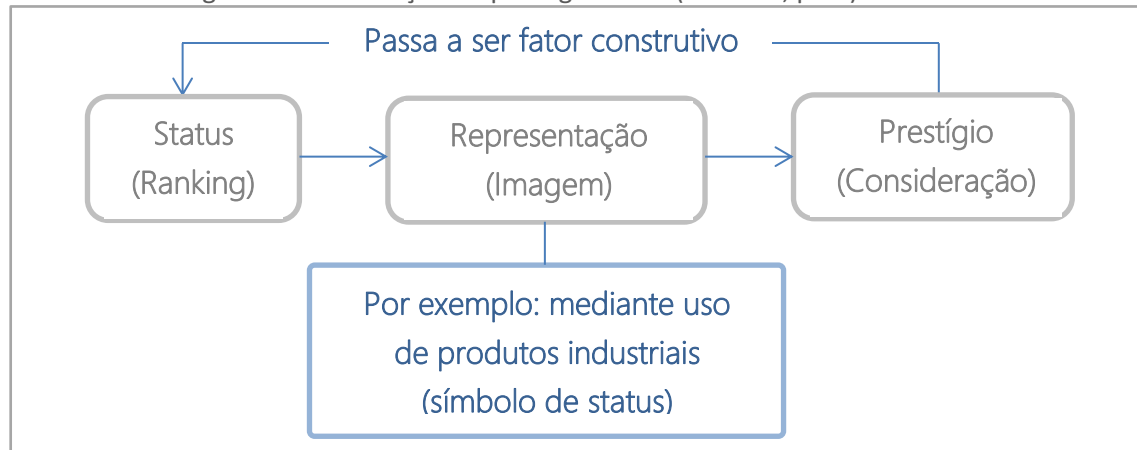 Passa a ser fator construtivo
Status
(Ranking)
Representação
(Imagem)
Prestígio
(Consideração)
Por exemplo: mediante uso
de produtos industriais
(símbolo de status)